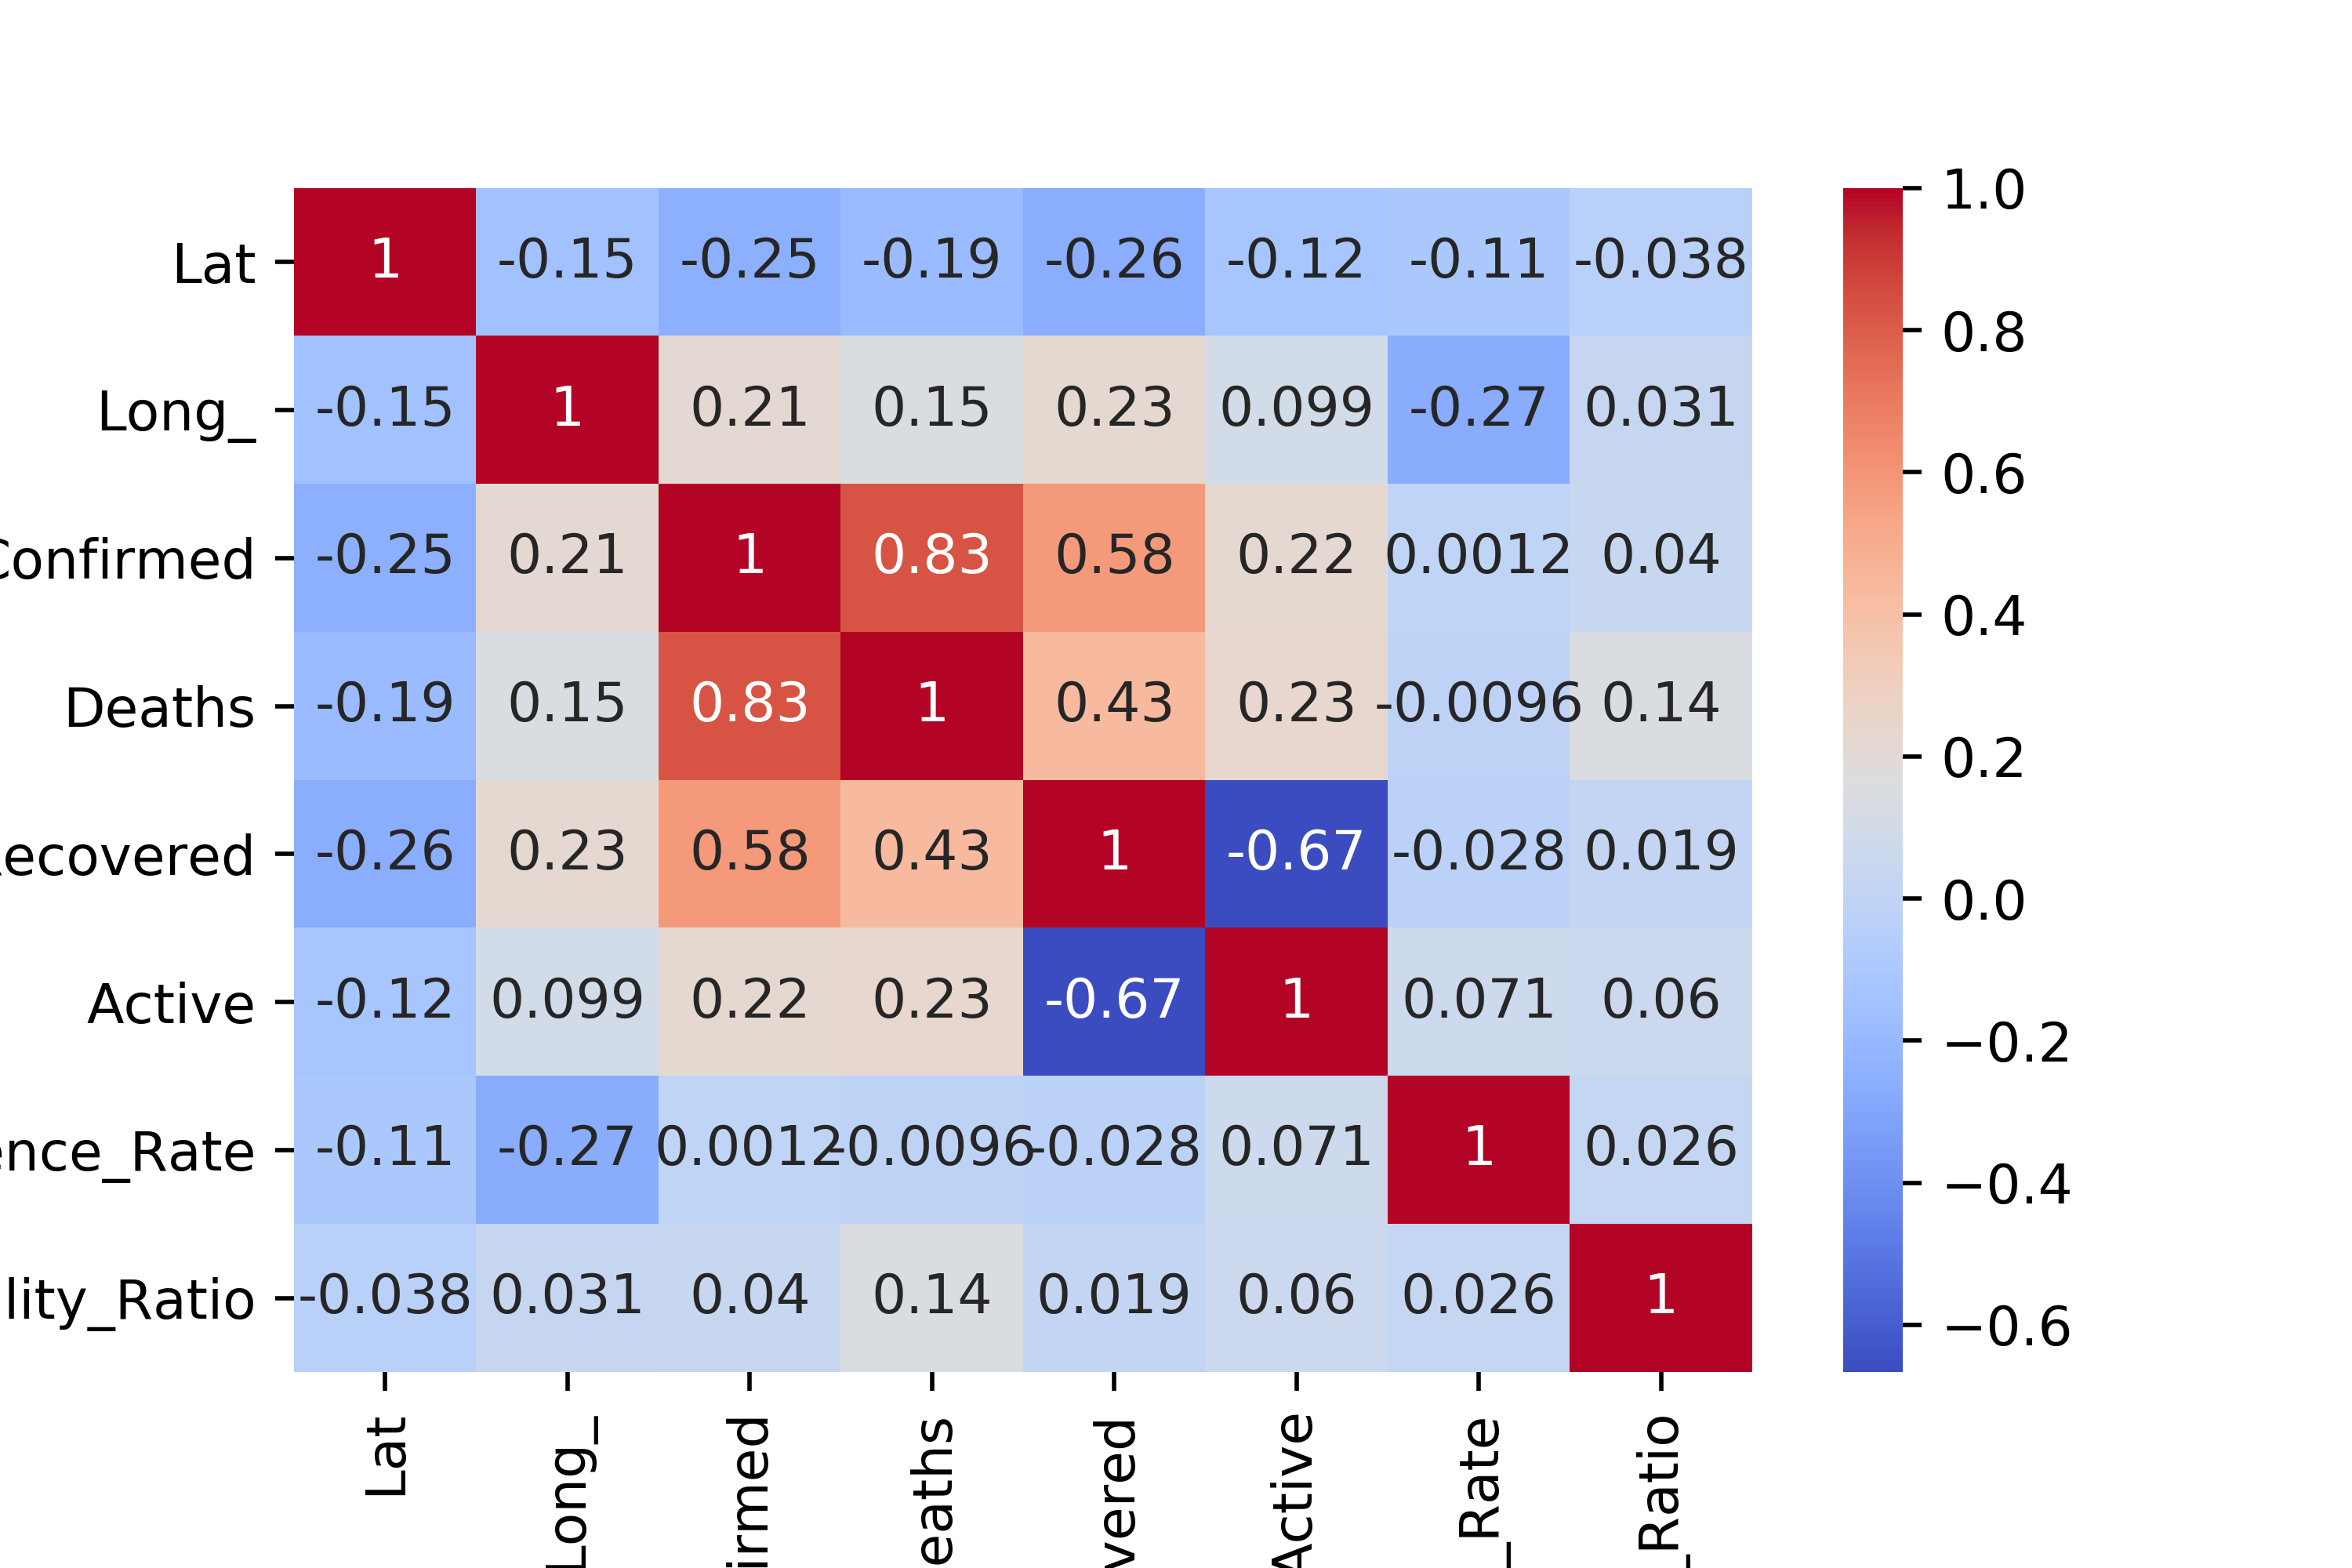 1.0
Lat 1 -0.15 -0.25 -0.19 -0.26 -0.12 -0.11 -0.038
0.8
Long_ -0.15 1 0.21 0.15 0.23 0.099 -0.27 0.031
0.6
Confirmed -0.25 0.21 1 0.83 0.58 0.22 0.0012 0.04
0.4
Deaths -0.19 0.15 0.83 1 0.43 0.23 -0.0096 0.14
0.2
ecovered -0.26 0.23 0.58 0.43 1 -0.67 -0.028 0.019
0.0
Active -0.12 0.099 0.22 0.23 -0.67 1 0.071 0.06
−0.2
ence_Rate -0.11 -0.27 0.0012 -0.0096 -0.028 0.071 1 0.026
−0.4
lity_Ratio -0.038 0.031 0.04 0.14 0.019 0.06 0.026 1
−0.6
Lat
Long_
irmed
eaths
vered
Active
_Rate
_Ratio